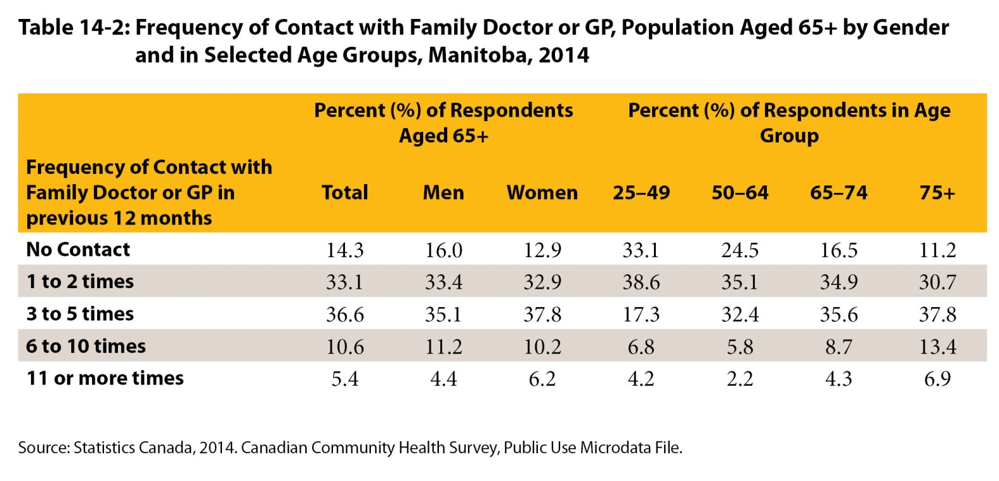 Table 14-2: Frequency of Contact with Family Doctor or GP, Population Aged 65+ by Gender
and in Selected Age Groups, Manitoba, 2014
Percent (%) of Respondents Aged 65+
Percent (%) of Respondents in Age Group
Frequency of Contact with
Family Doctor or GP in
previous 12 months
Total Men Women 25–49 50–64 65–74 75+
No Contact 14.3 16.0 12.9 33.1 24.5 16.5 11.2
1 to 2 times 33.1 33.4 32.9 38.6 35.1 34.9 30.7
3 to 5 times 36.6 35.1 37.8 17.3 32.4 35.6 37.8
6 to 10 times 10.6 11.2 10.2 6.8 5.8 8.7 13.4
11 or more times 5.4 4.4 6.2 4.2 2.2 4.3 6.9
Source: Statistics Canada, 2014. Canadian Community Health Survey, Public Use Microdata File.